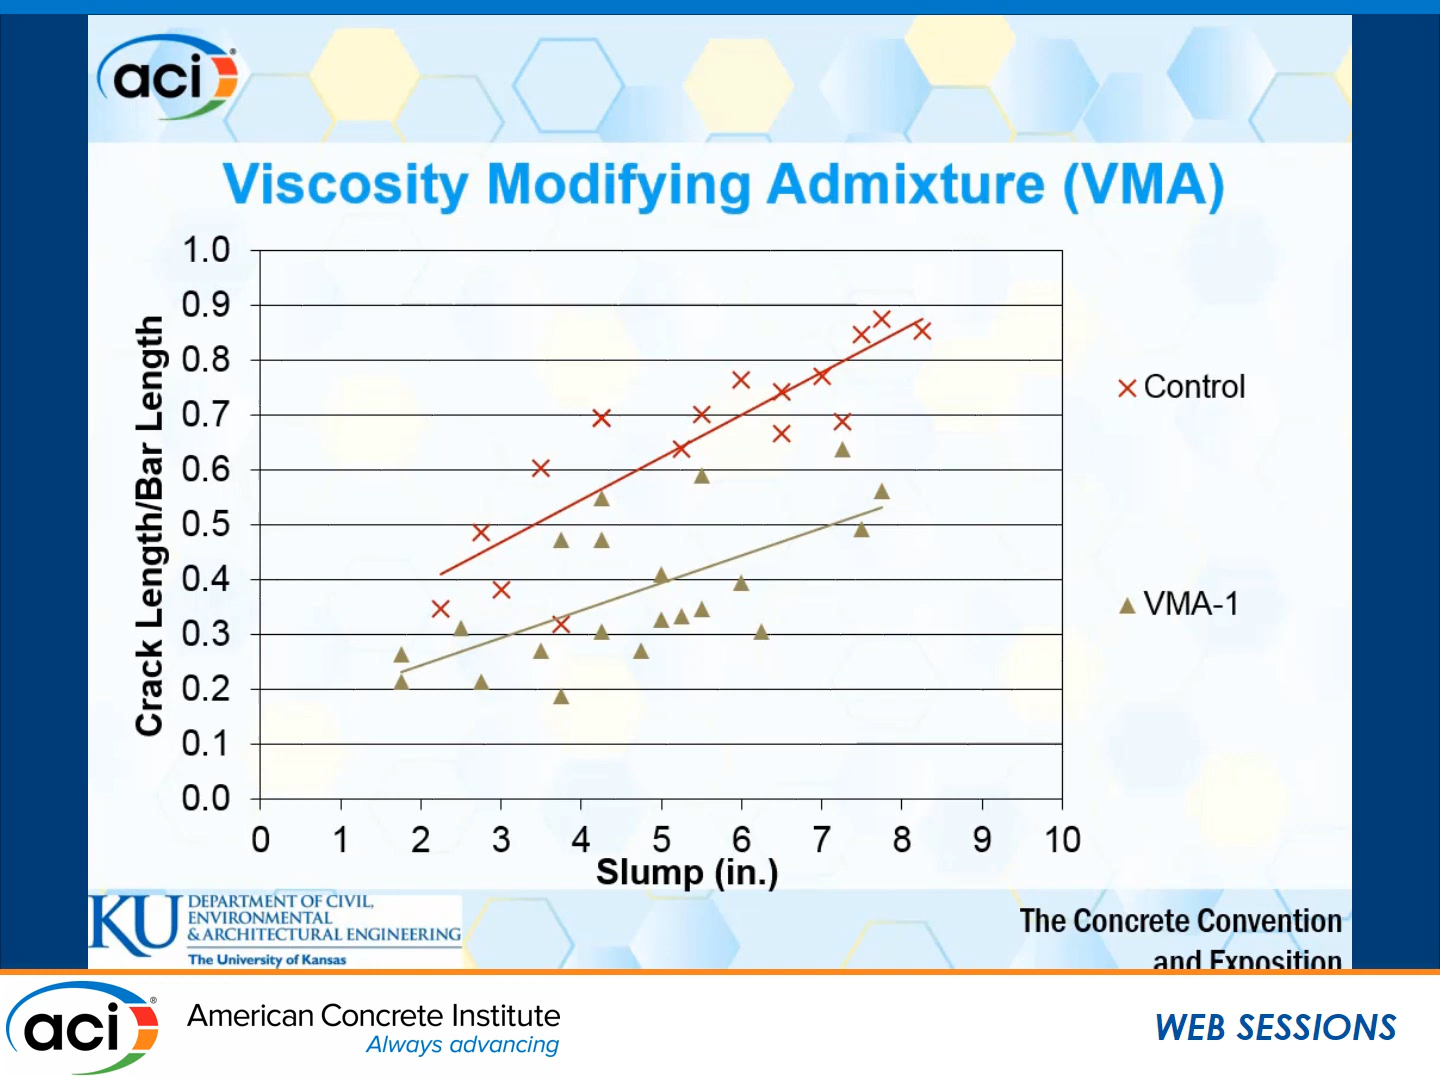 aci®
Viscosity Modifying Admixture (VMA)
1.0
0.9
0.8
0.7
0.6
0.5
0.4
0.3
0.2
0.1
0.0
Crack Length/Bar Length
0 1 2 3 4 5 6 7 8 9 10
Slump (in.)
Control
VMA-1
KU
DEPARTMENT OF CIVIL,
ENVIRONMENTAL
& ARCHITECTURAL ENGINEERING
The University of Kansas
The Concrete Convention
and Exposition
aci®
American Concrete Institute
Always advancing
WEB SESSIONS